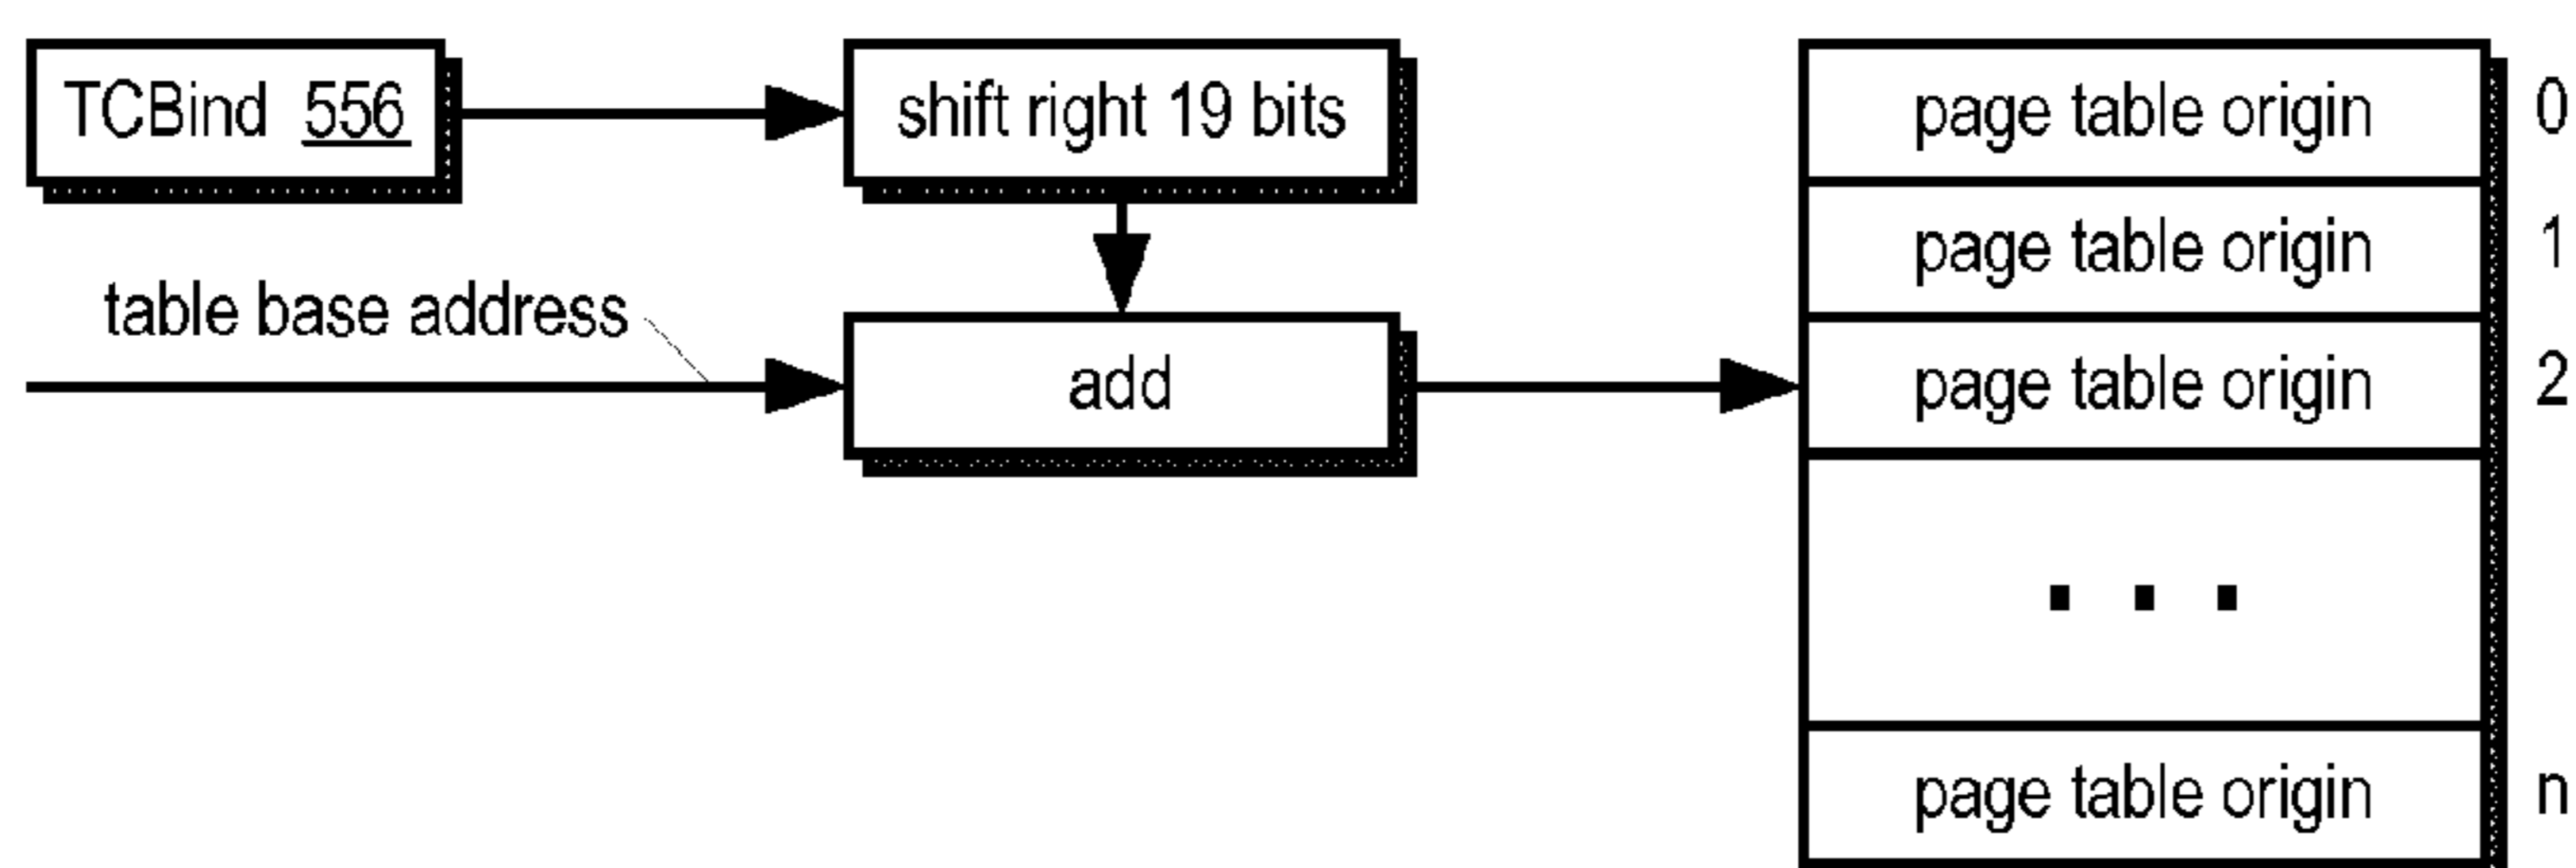 TCBind 556
shift right 19 bits
page table origin 0
page table origin 1
table base address
add
page table origin 2
. . .
page table origin n